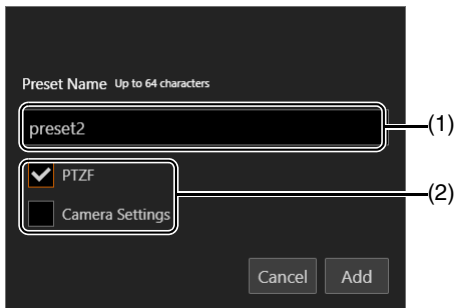 Preset Name Up to 64 characters
preset2 (1)
PTZF
(2)
Camera Settings
Cancel Add